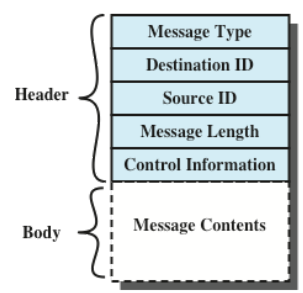 Message Type
Destination ID
Header
Source ID
Message Length
Control Information
Body
Message Contents